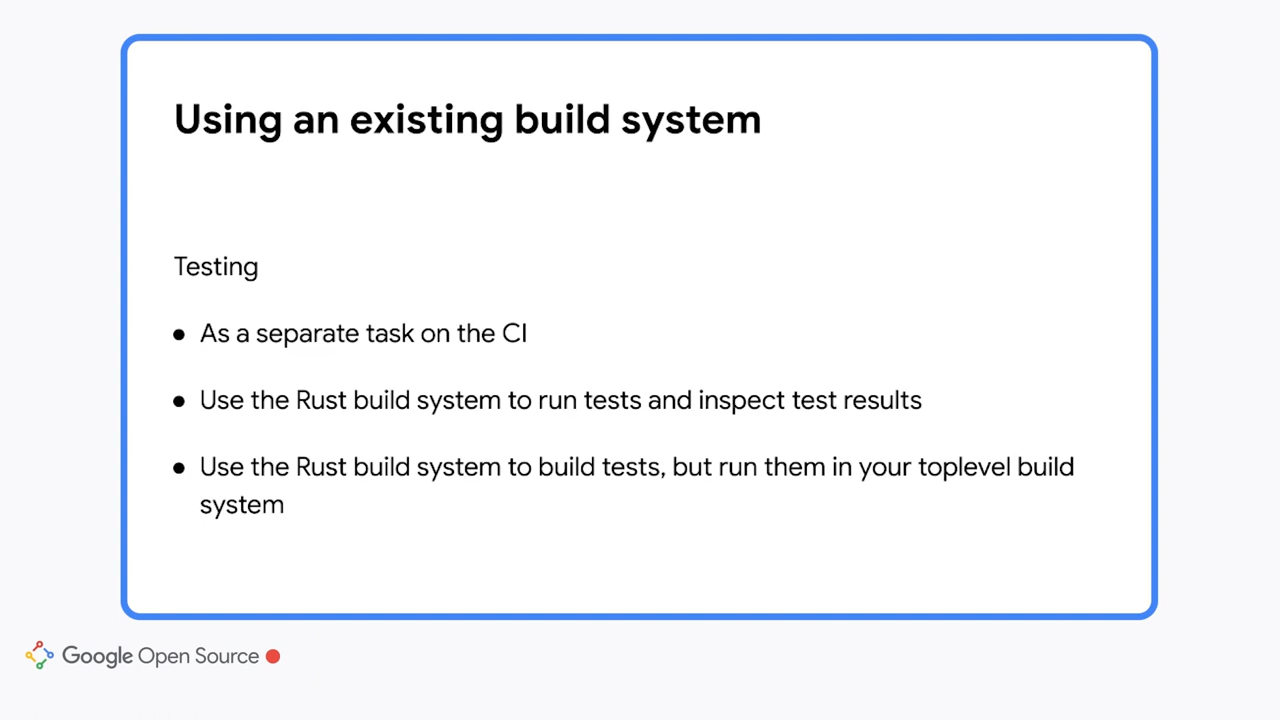 Using an existing build system
Testing
● As a separate task on the CI
● Use the Rust build system to run tests and inspect test results
● Use the Rust build system to build tests, but run them in your toplevel build
system
Google Open Source